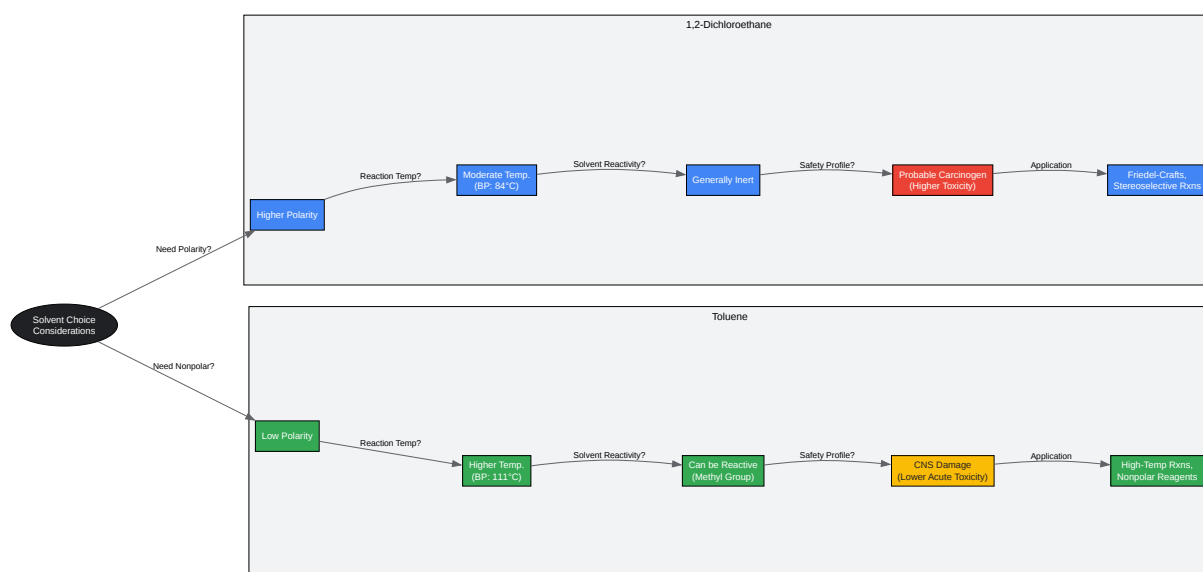 1,2-Dichloroethane
Reaction Temp?
Moderate Temp.
(BP: 84°C)
Solvent Reactivity?
Generally Inert
Safety Profile?
Probable Carcinogen
(Higher Toxicity)
Application
Friedel-Crafts,
Stereoselective Rxns
Higher Polarity
Need Polarity?
Solvent Choice
Considerations
Toluene
Need Nonpolar?
Low Polarity
Reaction Temp?
Higher Temp.
(BP: 111°C)
Solvent Reactivity?
Can be Reactive
(Methyl Group)
Safety Profile?
CNS Damage
(Lower Acute Toxicity)
Application
High-Temp Rxns,
Nonpolar Reagents